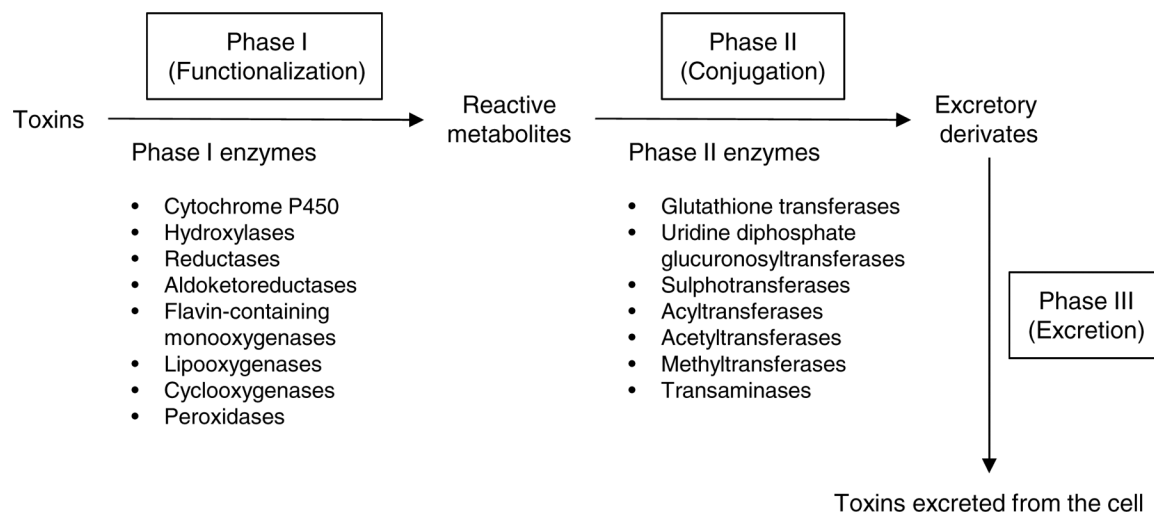 Phase I
(Functionalization)
Phase II
(Conjugation)
Toxins
Reactive
metabolites
Excretory
derivates
Phase I enzymes
• Cytochrome P450
• Hydroxylases
• Reductases
• Aldoketoreductases
• Flavin-containing
monooxygenases
• Lipooxygenases
• Cyclooxygenases
• Peroxidases
Phase II enzymes
• Glutathione transferases
• Uridine diphosphate
glucuronosyltransferases
• Sulphotransferases
• Acyltransferases
• Acetyltransferases
• Methyltransferases
• Transaminases
Phase III
(Excretion)
Toxins excreted from the cell